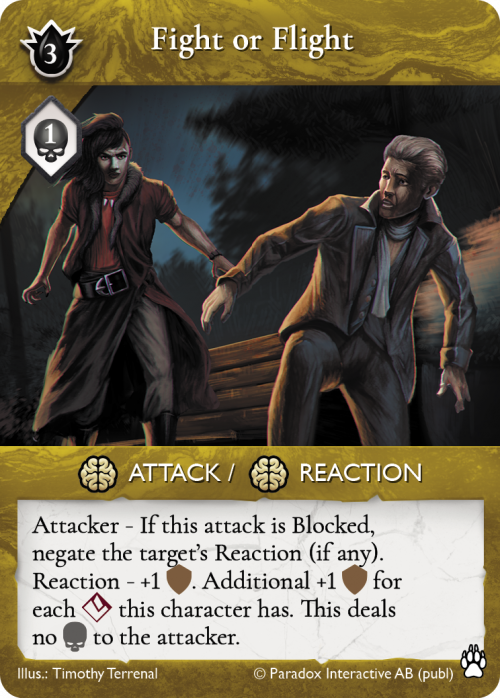 3
Fight or Flight
1
ATTACK / REACTION
Attacker - If this attack is Blocked,
negate the target's Reaction (if any).
Reaction - +1 . Additional +1 for
each this character has. This deals
no to the attacker.
Illus.: Timothy Terrenal © Paradox Interactive AB (publ)